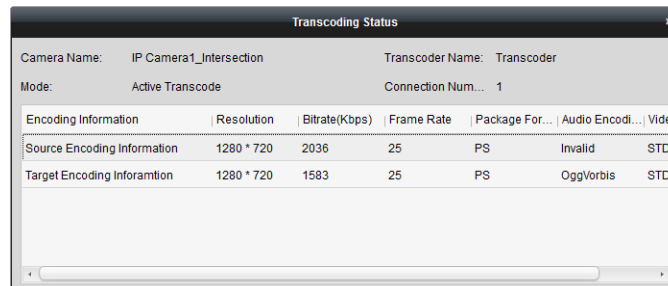 Transcoding Status
Camera Name: IP Camera1_Intersection Transcoder Name: Transcoder
Mode: Active Transcode Connection Num... 1
Encoding Information Resolution Bitrate(Kbps) Frame Rate Package For... Audio Encodi... Vide
Source Encoding Information 1280 * 720 2036 25 PS Invalid STD
Target Encoding Inforamtion 1280 * 720 1583 25 PS OggVorbis STD